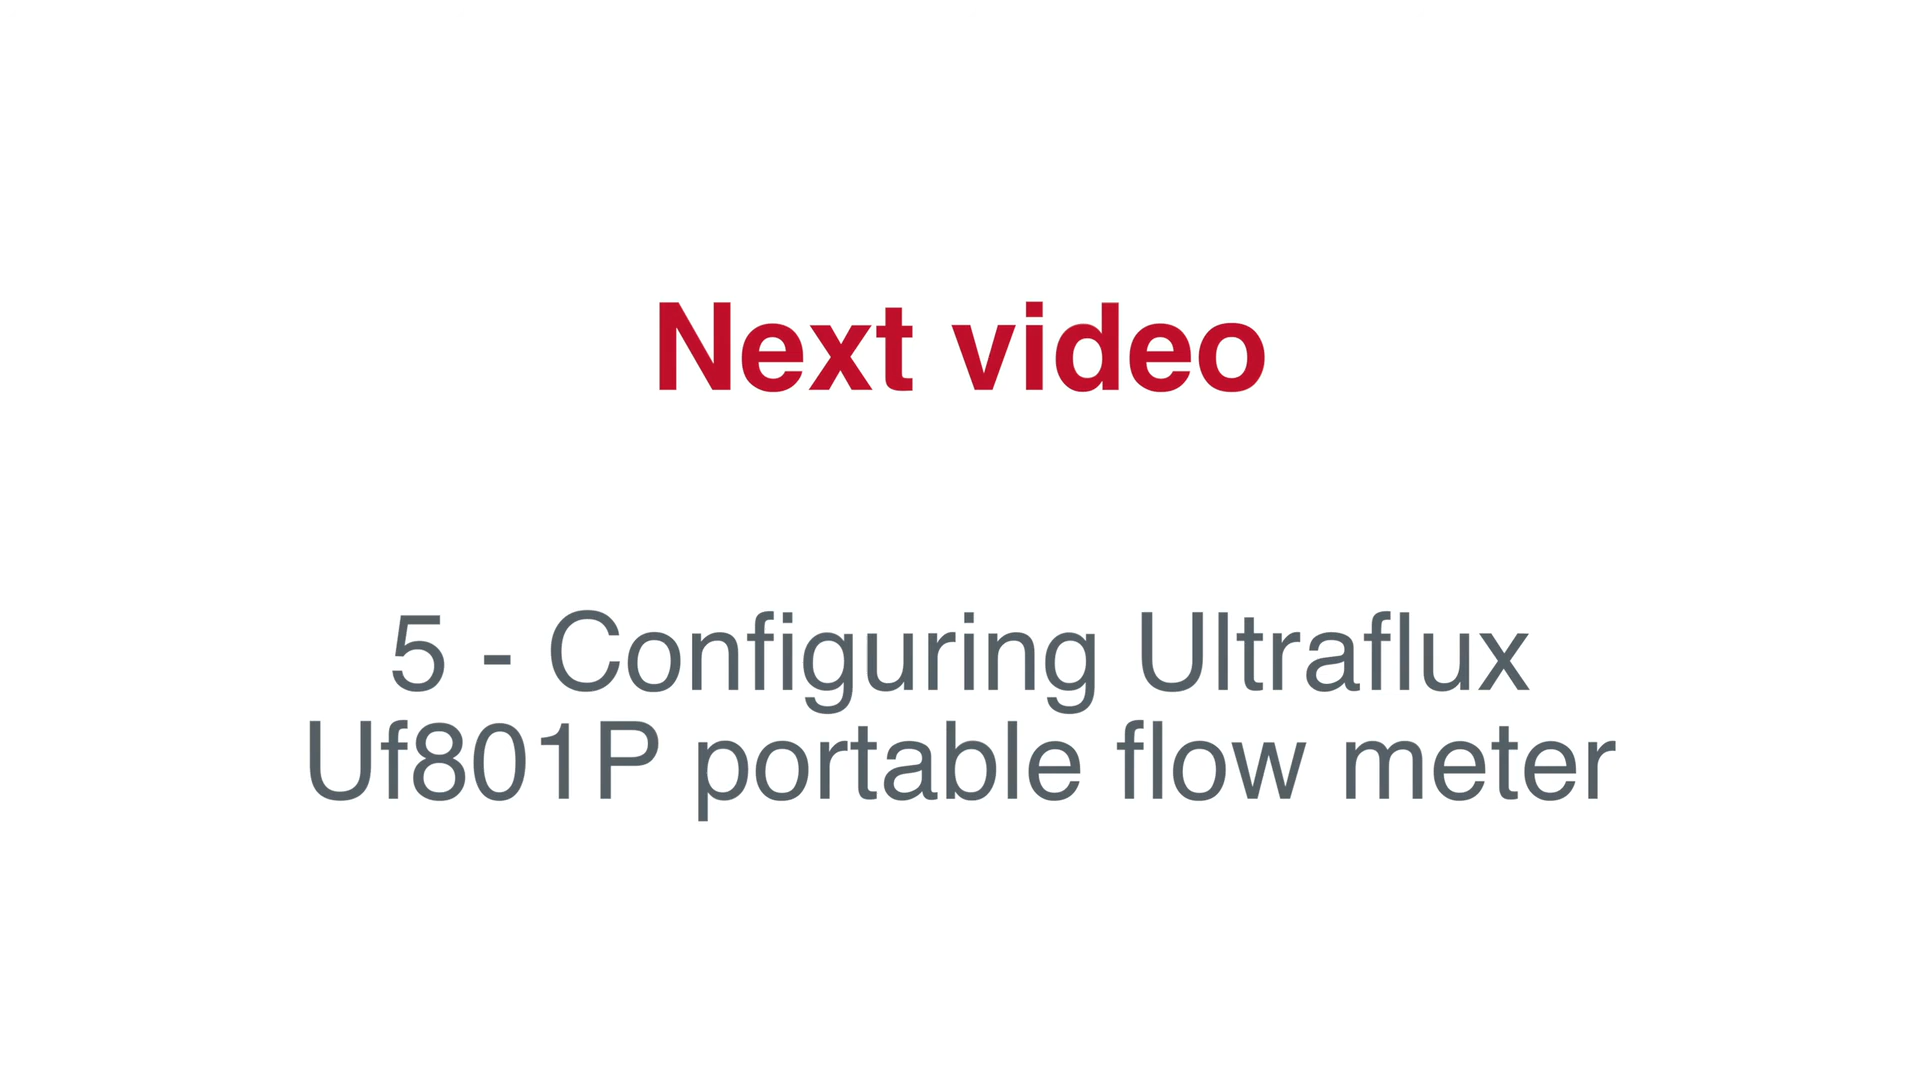 Next video
5 - Configuring Ultraflux
Uf801P portable flow meter